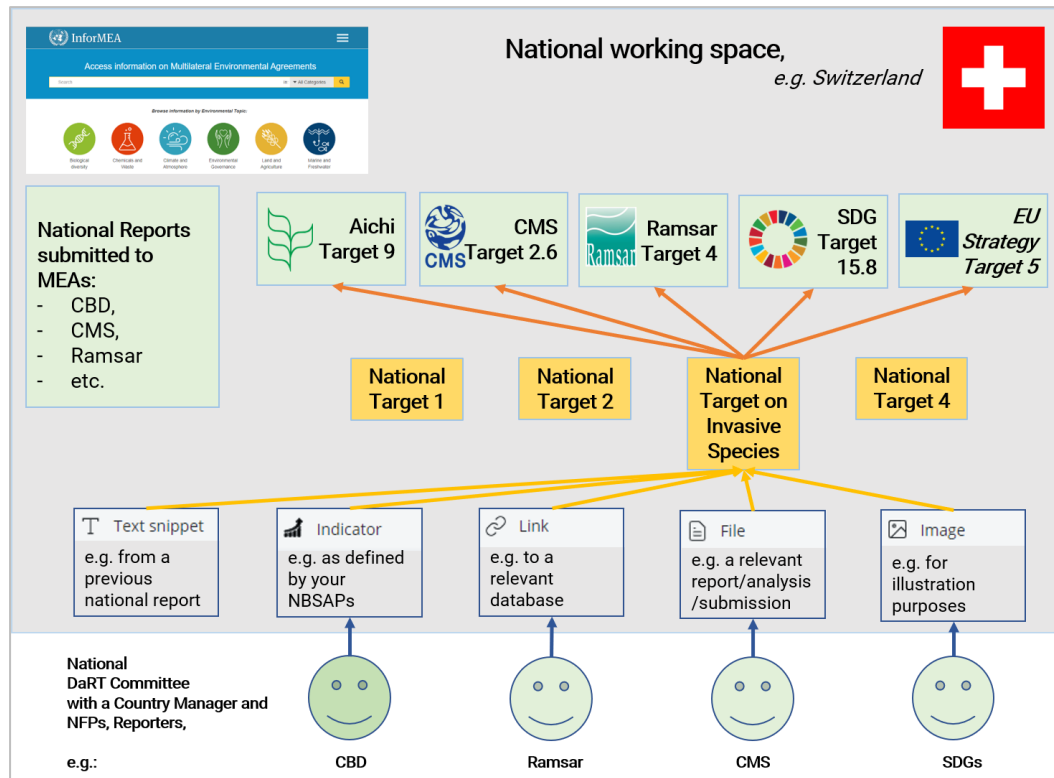 InforMEA
Access information on Multilateral Environmental Agreements
Search
All Categories
Browse information by Environmental Topic:
Biological
diversity
Chemicals and
Waste
Climate and
Atmosphere
Environmental
Governance
Land and
Agriculture
Marine and
Freshwater
National working space,
e.g. Switzerland
National Reports
submitted to
MEAs:
- CBD,
- CMS,
- Ramsar
- etc.
Aichi
Target 9
CMS
CMS
Target 2.6
Ramsar
Ramsar
Target 4
SDG
Target
15.8
EU
Strategy
Target 5
National
Target 1
National
Target 2
National
Target on
Invasive
Species
National
Target 4
Text snippet
e.g. from a
previous
national report
Indicator
e.g. as defined
by your
NBSAPs
Link
e.g. to a
relevant
database
File
e.g. a relevant
report/analysis
/submission
Image
e.g. for
illustration
purposes
National
DaRT Committee
with a Country Manager and
NFPs, Reporters,
e.g.:
CBD
Ramsar
CMS
SDGs